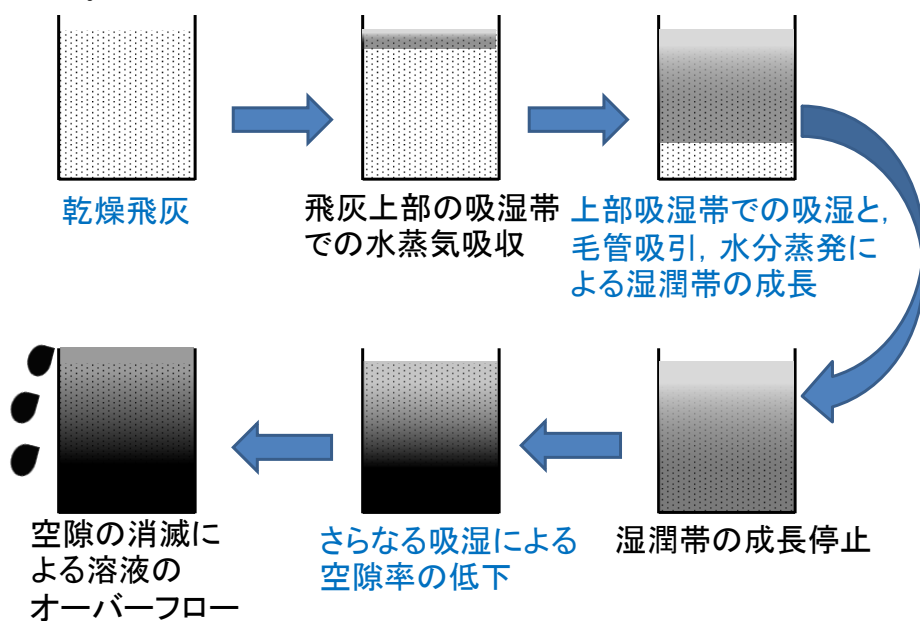 乾燥飛灰
飛灰上部の吸湿帯
での水蒸気吸収
上部吸湿帯での吸湿と,
毛管吸引, 水分蒸発に
よる湿潤帯の成長
湿潤帯の成長停止
さらなる吸湿による
空隙率の低下
空隙の消滅に
よる溶液の
オーバーフロー